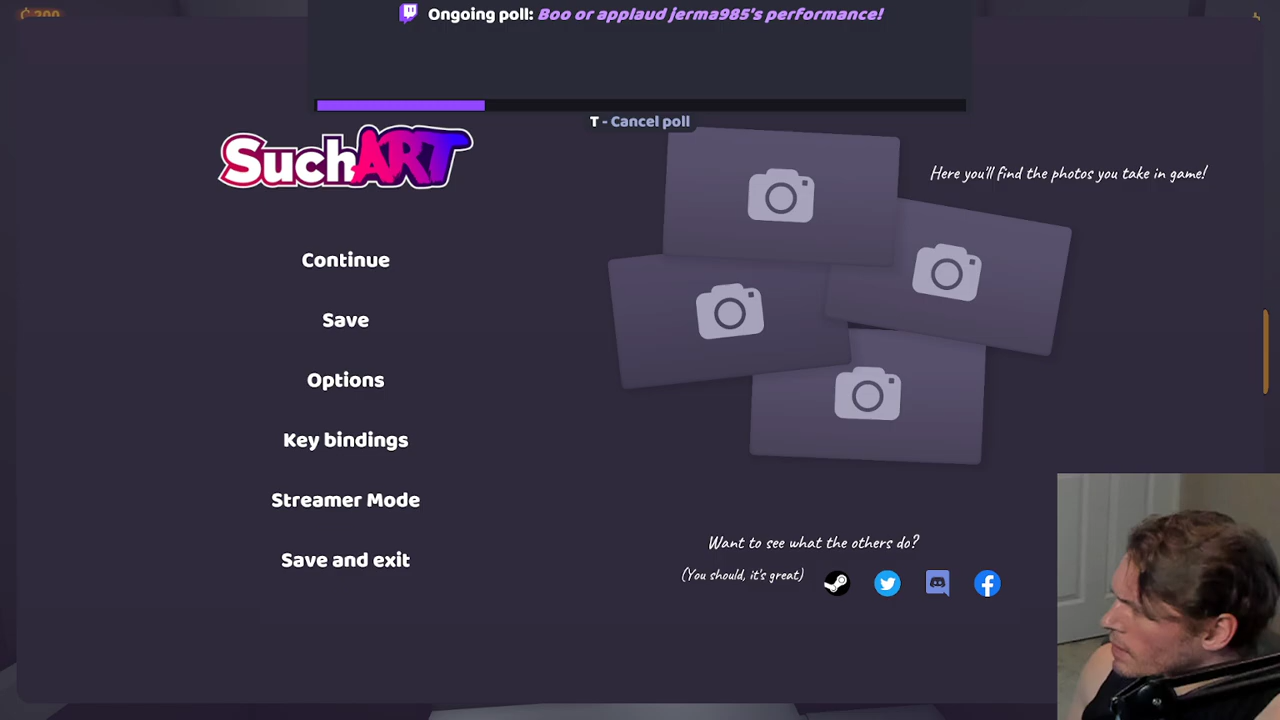 200
Ongoing poll: Boo or applaud jerma985's performance!
T - Cancel poll
SuchART
Here you'll find the photos you take in game!
Continue
Save
Options
Key bindings
Streamer Mode
Save and exit
Want to see what the others do?
(You should, it's great)